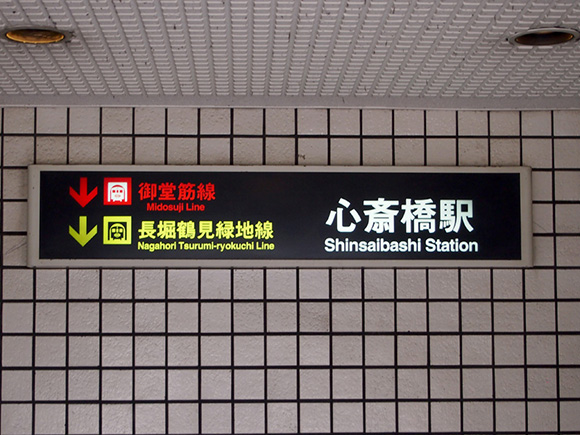 御堂筋線
Midosuji Line
長堀鶴見緑地線
Nagahori Tsurumi-ryokuchi Line
心斎橋駅
Shinsaibashi Station